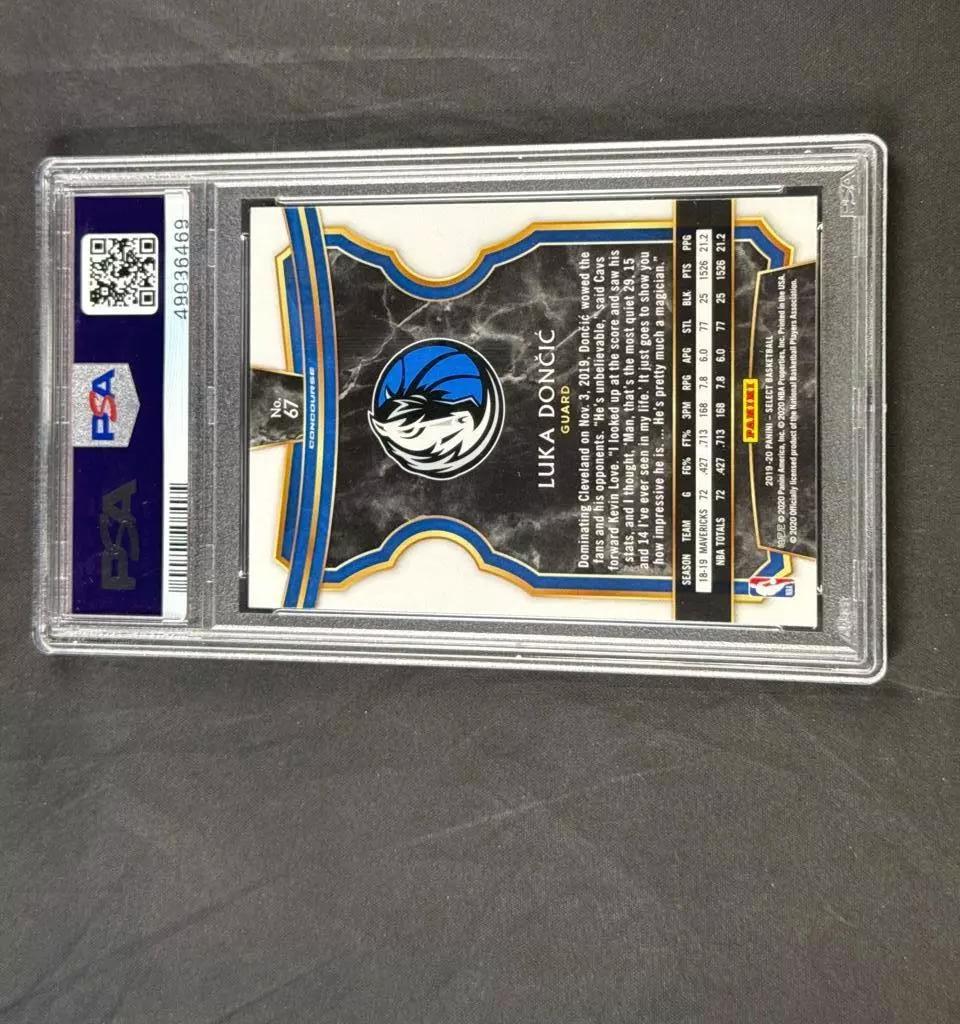 PSA
PSA
49836469
No.
67
CONCOURSE
LUKA DONČIĆ
GUARD
Dominating Cleveland on Nov. 3, 2019, Dončić wowed the
fans and his opponents. "He's unbelievable," said Cavs
forward Kevin Love. "I looked up at the score and saw his
stats, and I thought, 'Man, that's the most quiet 29, 15
and 14 I've ever seen in my life.' It just goes to show you
how impressive he is. ... He's pretty much a magician."
SEASON TEAM G FG% FT% 3PM RPG APG STL BLK PTS PPG
18-19 MAVERICKS 72 .427 .713 168 7.8 6.0 77 25 1526 21.2
NBA TOTALS 72 .427 .713 168 7.8 6.0 77 25 1526 21.2
PANINI
NBA
2019-20 PANINI – SELECT BASKETBALL
© 2020 Panini America, Inc. © 2020 NBA Properties, Inc. Printed in the USA.
© 2020 Officially licensed product of the National Basketball Players Association.
PSA